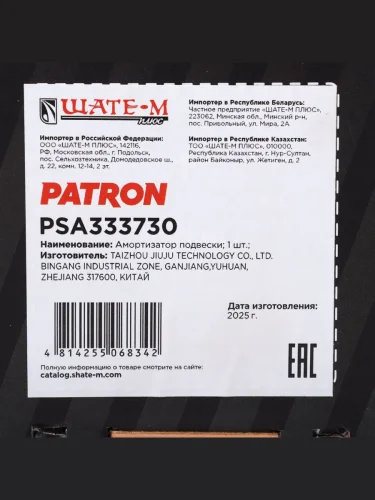 ШАТЕ-М
ПЛЮС
Импортер в Российской Федерации:
ООО «ШАТЕ-М ПЛЮС», 142116,
РФ, Московская обл., г. Подольск,
пос. Сельхозтехника, Домодедовское ш.,
д. 22, комн. 12-14, 2 эт.
Импортер в Республике Беларусь:
Частное предприятие «ШАТЕ-М ПЛЮС»,
223062, Минская обл., Минский р-н,
пос. Привольный, ул. Мира, 2А
Импортер в Республике Казахстан:
ТОО «ШАТЕ-М ПЛЮС», 010000,
Республика Казахстан, г. Нур-Султан,
район Байконыр, ул. Жетиген, д. 2
PATRON
PSA333730
Наименование: Амортизатор подвески; 1 шт.;
Изготовитель: TAIZHOU JIUJU TECHNOLOGY CO., LTD.
BINGANG INDUSTRIAL ZONE, GANJIANG,YUHUAN,
ZHEJIANG 317600, КИТАЙ
Дата изготовления:
2025 г.
4 814255 068342
EAC
Полную информацию о товаре смотрите на сайте:
catalog.shate-m.com